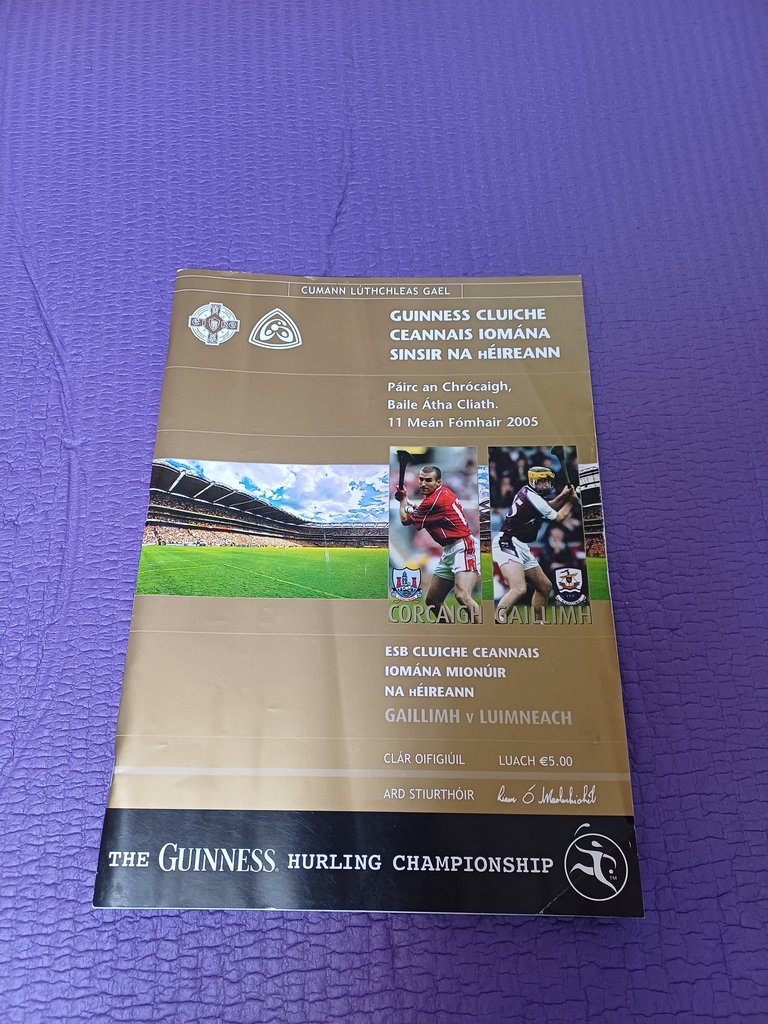 CUMANN LÚTHCHLEAS GAEL
GUINNESS CLUICHE
CEANNAIS IOMÁNA
SINSIR NA hÉIREANN
Páirc an Chrócaigh,
Baile Átha Cliath.
11 Meán Fómhair 2005
CORCAIGH
GAILLIMH
ESB CLUICHE CEANNAIS
IOMÁNA MIONÚIR
NA hÉIREANN
GAILLIMH v LUIMNEACH
CLÁR OIFIGIÚIL LUACH €5.00
ARD STIURTHÓIR
THE GUINNESS HURLING CHAMPIONSHIP
TM